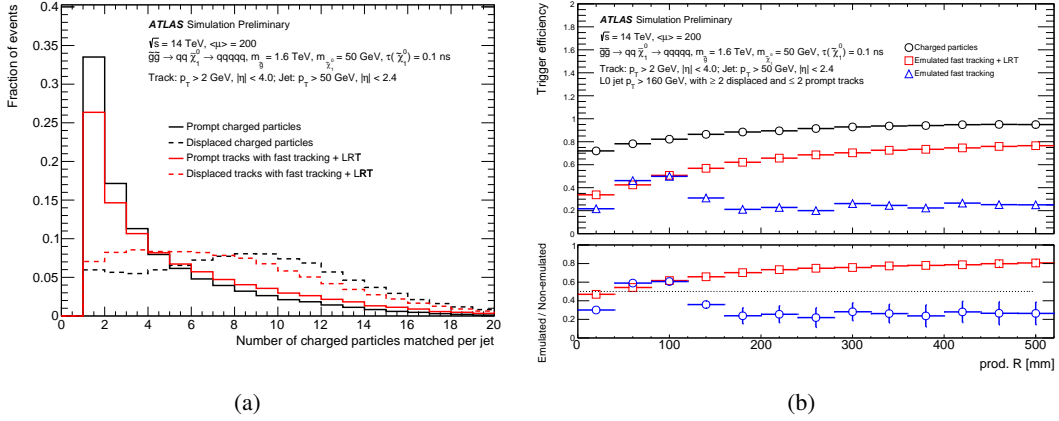 Fraction of events
0.4
0.35
0.3
0.25
0.2
0.15
0.1
0.05
0
ATLAS Simulation Preliminary
√s = 14 TeV, <μ> = 200
g̃g̃ → qq χ̃⁰₁ → qqqqq, m_g̃ = 1.6 TeV, m_χ̃⁰₁ = 50 GeV, τ(χ̃⁰₁) = 0.1 ns
Track: p_T > 2 GeV, |η| < 4.0; Jet: p_T > 50 GeV, |η| < 2.4
Prompt charged particles
Displaced charged particles
Prompt tracks with fast tracking + LRT
Displaced tracks with fast tracking + LRT
0 2 4 6 8 10 12 14 16 18 20
Number of charged particles matched per jet
(a)
Trigger efficiency
2
1.8
1.6
1.4
1.2
1
0.8
0.6
0.4
0.2
0
ATLAS Simulation Preliminary
√s = 14 TeV, <μ> = 200
g̃g̃ → qq χ̃⁰₁ → qqqqq, m_g̃ = 1.6 TeV, m_χ̃⁰₁ = 50 GeV, τ(χ̃⁰₁) = 0.1 ns
Track: p_T > 2 GeV, |η| < 4.0; Jet: p_T > 50 GeV, |η| < 2.4
L0 jet p_T > 160 GeV, with ≥ 2 displaced and ≤ 2 prompt tracks
Charged particles
Emulated fast tracking + LRT
Emulated fast tracking
Emulated / Non-emulated
1
0.8
0.6
0.4
0.2
0
0 100 200 300 400 500
prod. R [mm]
(b)